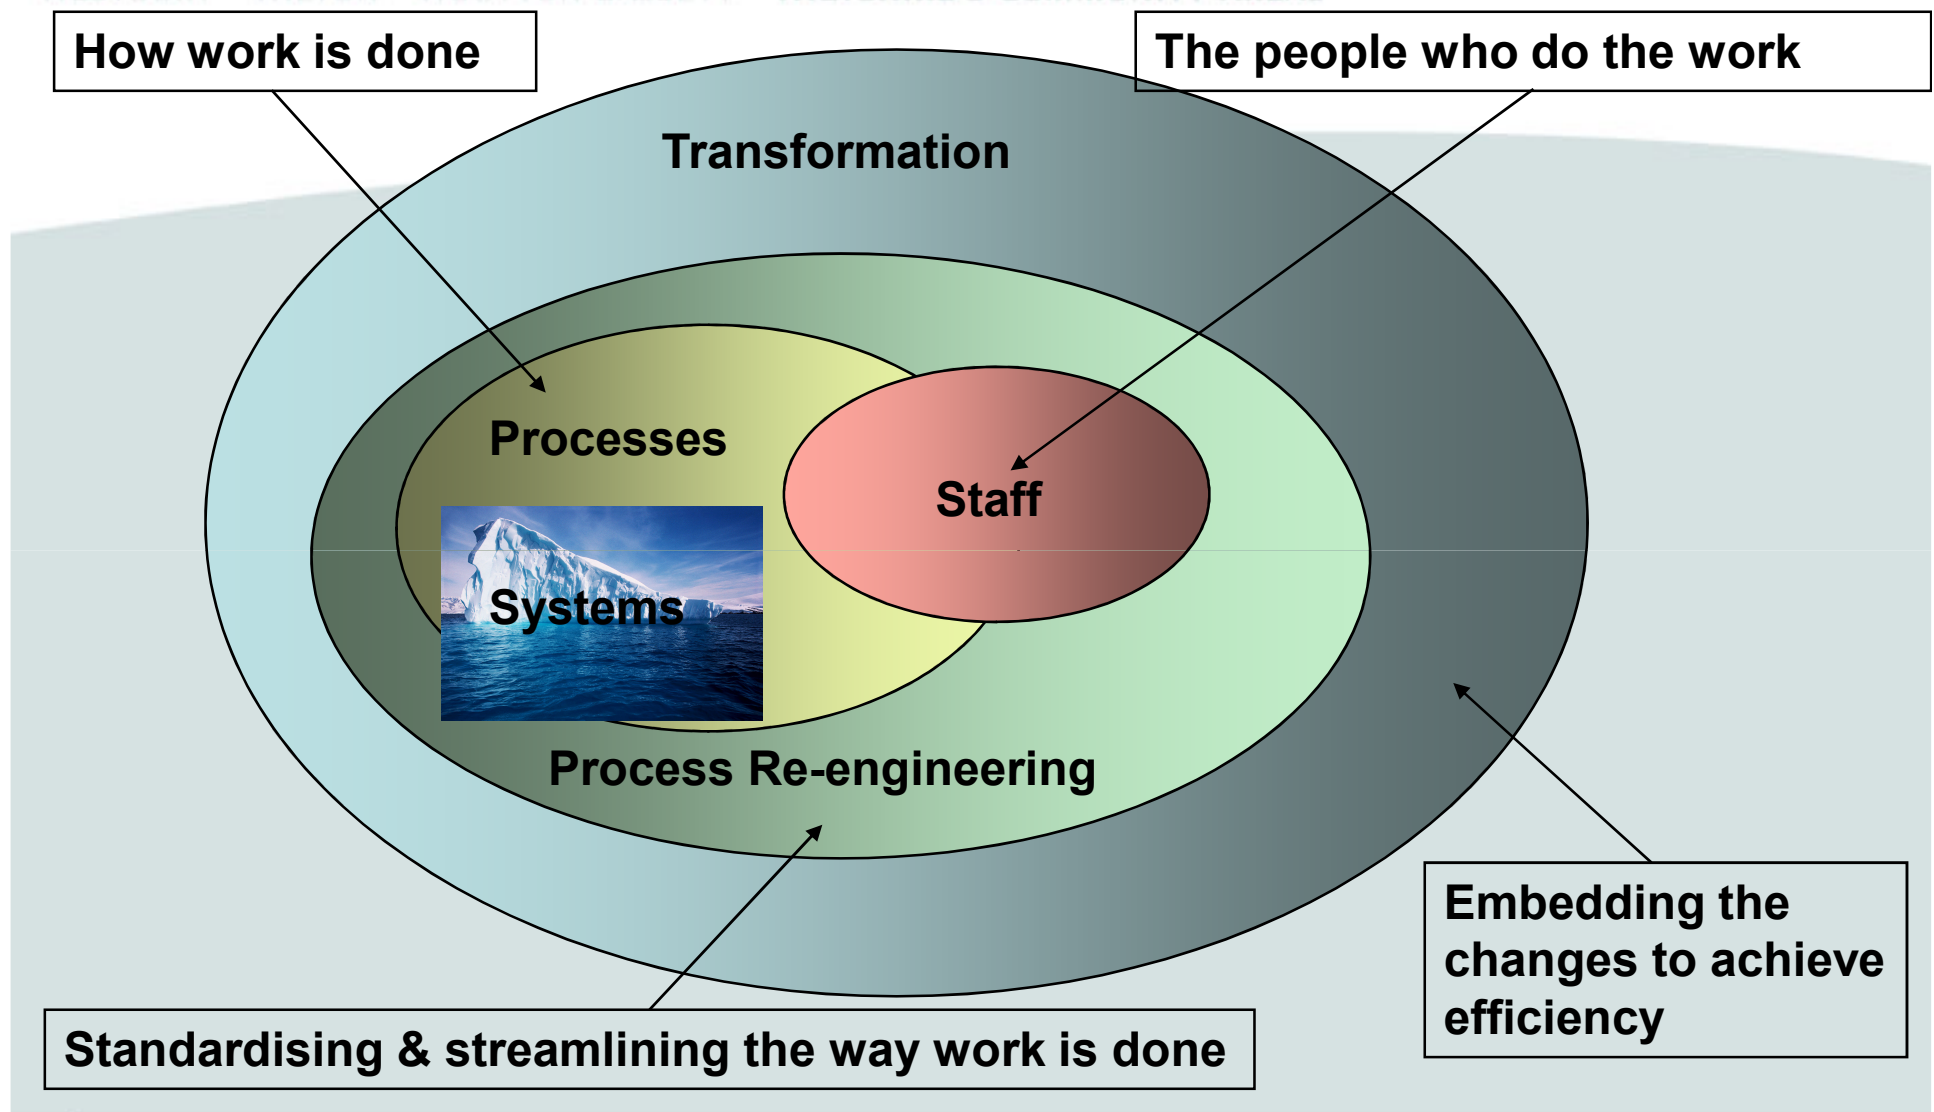 How work is done
The people who do the work
Transformation
Processes
Staff
Systems
Process Re-engineering
Embedding the
changes to achieve
efficiency
Standardising & streamlining the way work is done